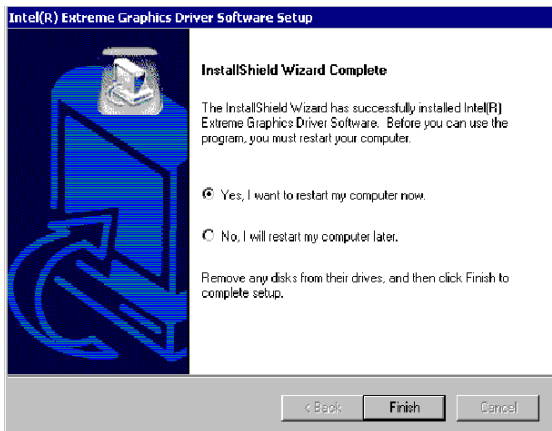 Intel(R) Extreme Graphics Driver Software Setup
InstallShield Wizard Complete
The InstallShield Wizard has successfully installed Intel(R)
Extreme Graphics Driver Software.  Before you can use the
program, you must restart your computer.
Yes, I want to restart my computer now.
No, I will restart my computer later.
Remove any disks from their drives, and then click Finish to
complete setup.
< Back
Finish
Cancel